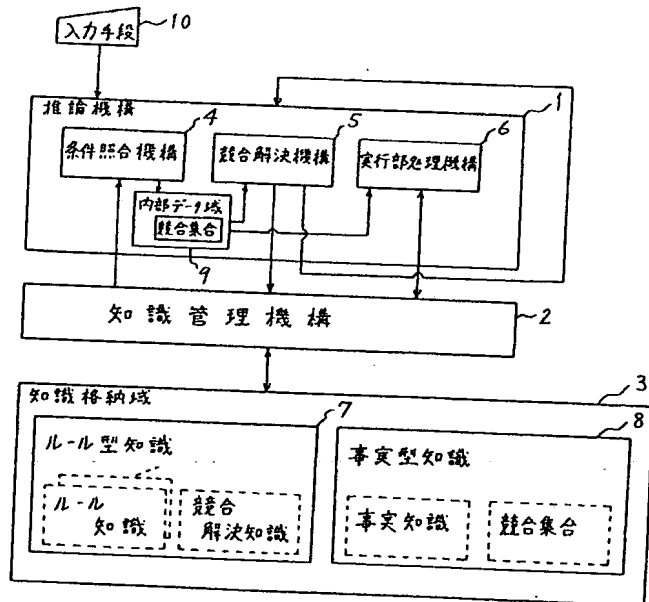 入力手段
10
推論機構
1
4
条件照合機構
5
競合解決機構
6
実行部処理機構
内部データ域
競合集合
9
知識管理機構
2
3
知識格納域
7
ルール型知識
ルール
知識
競合
解決知識
8
事実型知識
事実知識
競合集合